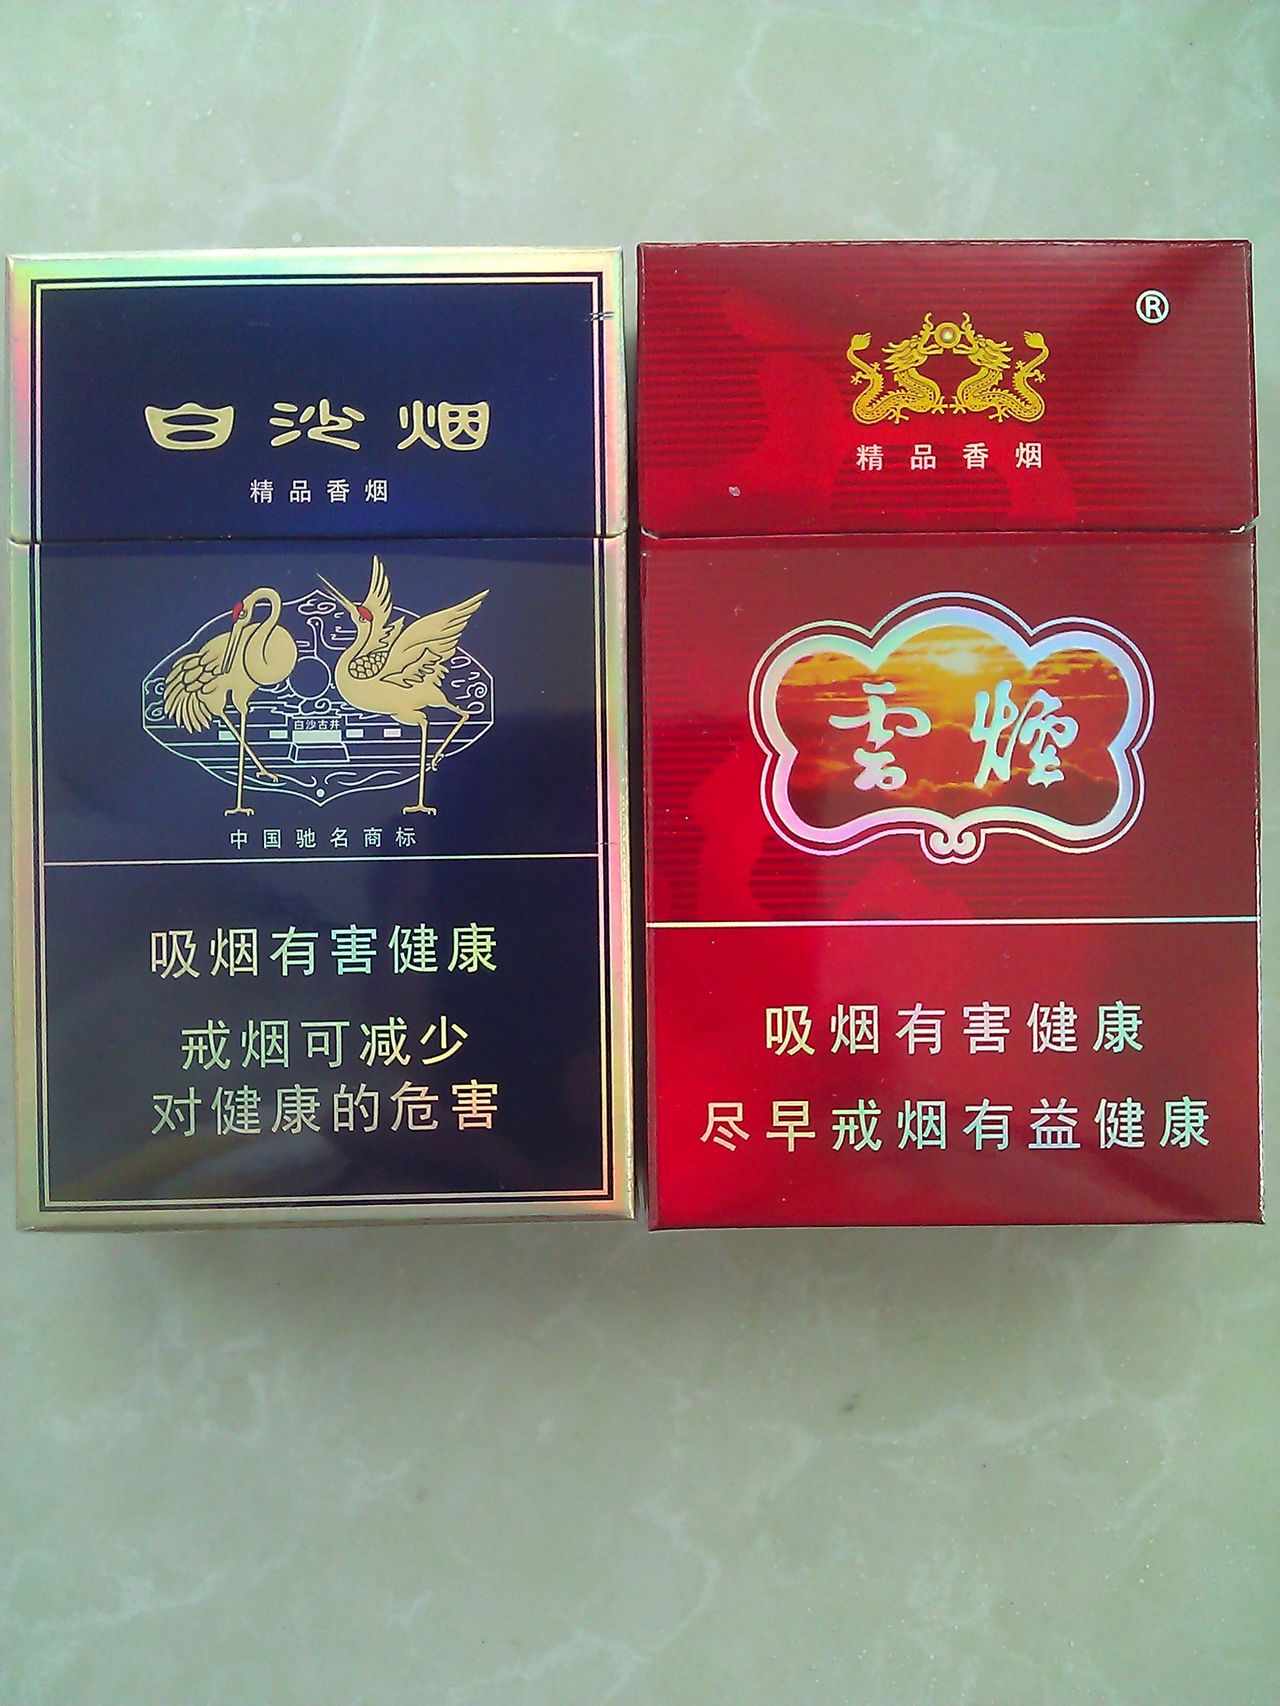 白沙烟
精品香烟
白沙古井
中国驰名商标
吸烟有害健康
戒烟可减少
对健康的危害
®
精品香烟
雲煙
吸烟有害健康
尽早戒烟有益健康